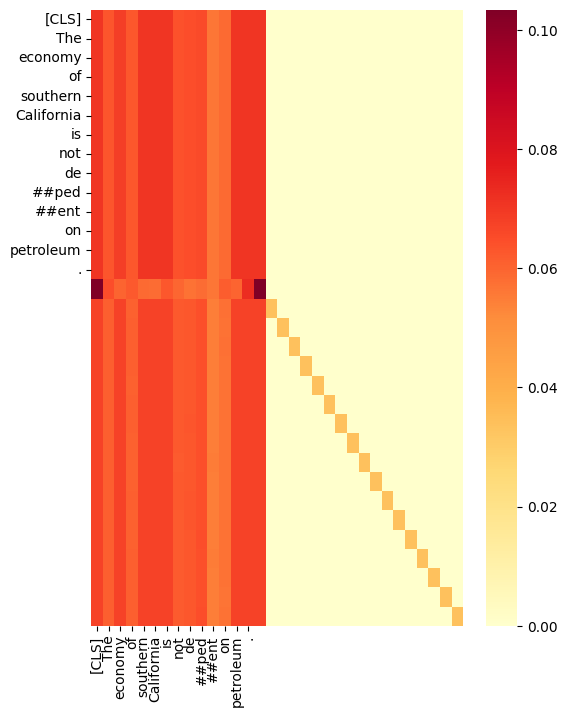 [CLS]
The
economy
of
southern
California
is
not
de
##ped
##ent
on
petroleum
.
0.10
0.08
0.06
0.04
0.02
0.00
[CLS]
The
economy
of
southern
California
is
not
de
##ped
##ent
on
petroleum
.